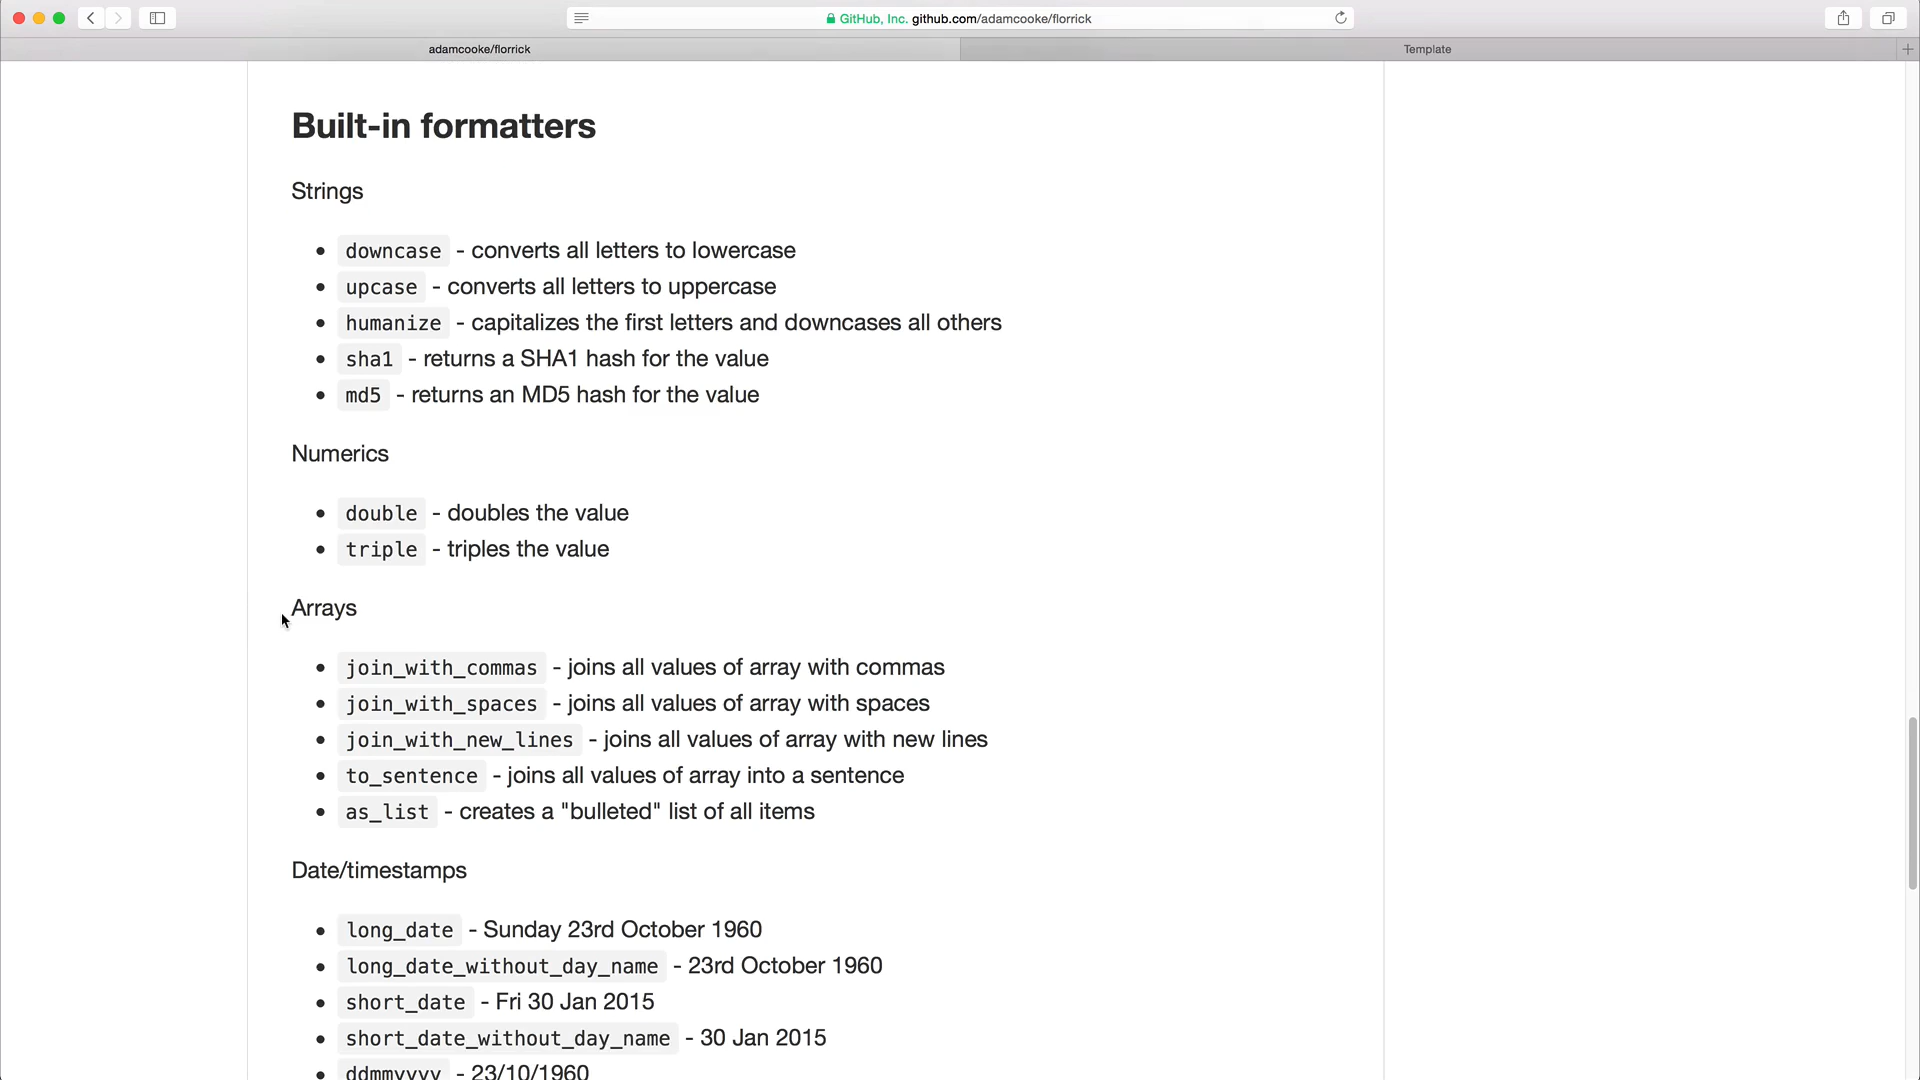 GitHub, Inc. github.com/adamcooke/florrick
adamcooke/florrick
Template
Built-in formatters
Strings
downcase - converts all letters to lowercase
upcase - converts all letters to uppercase
humanize - capitalizes the first letters and downcases all others
sha1 - returns a SHA1 hash for the value
md5 - returns an MD5 hash for the value
Numerics
double - doubles the value
triple - triples the value
Arrays
join_with_commas - joins all values of array with commas
join_with_spaces - joins all values of array with spaces
join_with_new_lines - joins all values of array with new lines
to_sentence - joins all values of array into a sentence
as_list - creates a "bulleted" list of all items
Date/timestamps
long_date - Sunday 23rd October 1960
long_date_without_day_name - 23rd October 1960
short_date - Fri 30 Jan 2015
short_date_without_day_name - 30 Jan 2015
ddmmyyyy - 23/10/1960